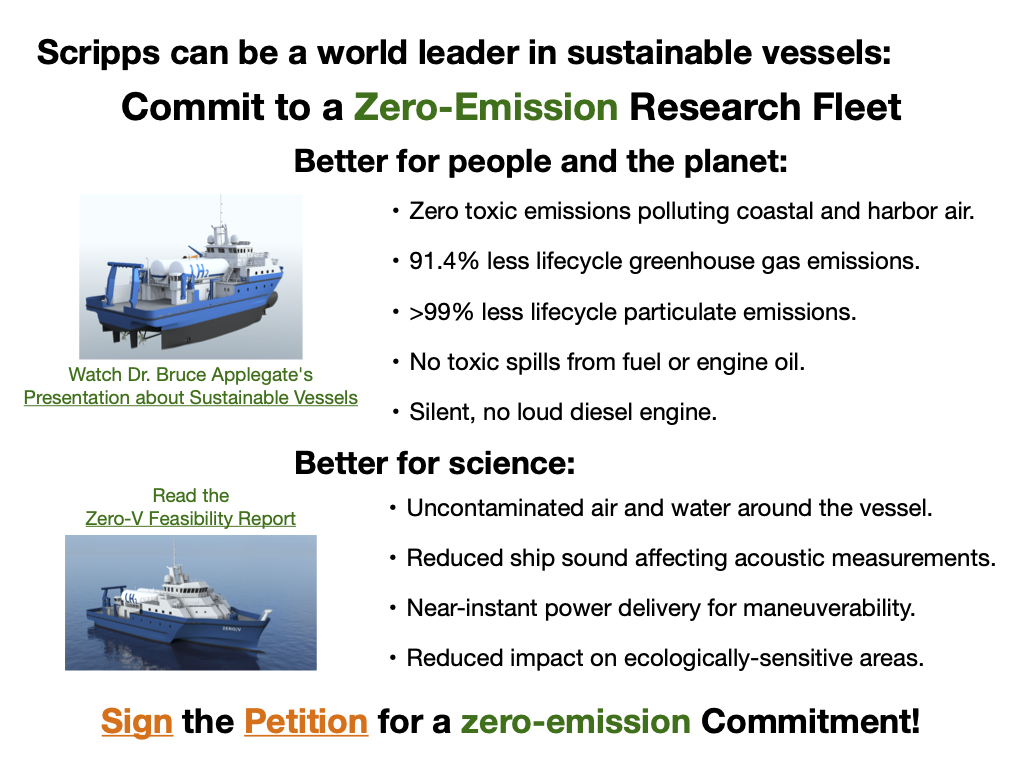 Scripps can be a world leader in sustainable vessels:
Commit to a Zero-Emission Research Fleet
Better for people and the planet:
• Zero toxic emissions polluting coastal and harbor air.
• 91.4% less lifecycle greenhouse gas emissions.
• >99% less lifecycle particulate emissions.
• No toxic spills from fuel or engine oil.
• Silent, no loud diesel engine.
LH2
Watch Dr. Bruce Applegate's
Presentation about Sustainable Vessels
Better for science:
Read the
Zero-V Feasibility Report
LH2
ZERO/V
• Uncontaminated air and water around the vessel.
• Reduced ship sound affecting acoustic measurements.
• Near-instant power delivery for maneuverability.
• Reduced impact on ecologically-sensitive areas.
Sign the Petition for a zero-emission Commitment!